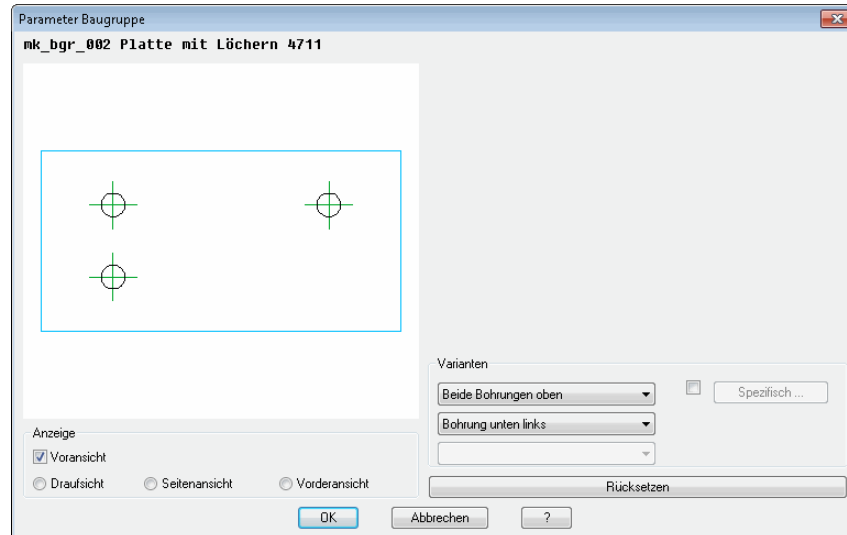 Parameter Baugruppe
mk_bgr_002 Platte mit Löchern 4711
Varianten
Beide Bohrungen oben
Spezifisch ...
Bohrung unten links
Anzeige
Voransicht
Draufsicht Seitenansicht Vorderansicht
Rücksetzen
OK Abbrechen ?